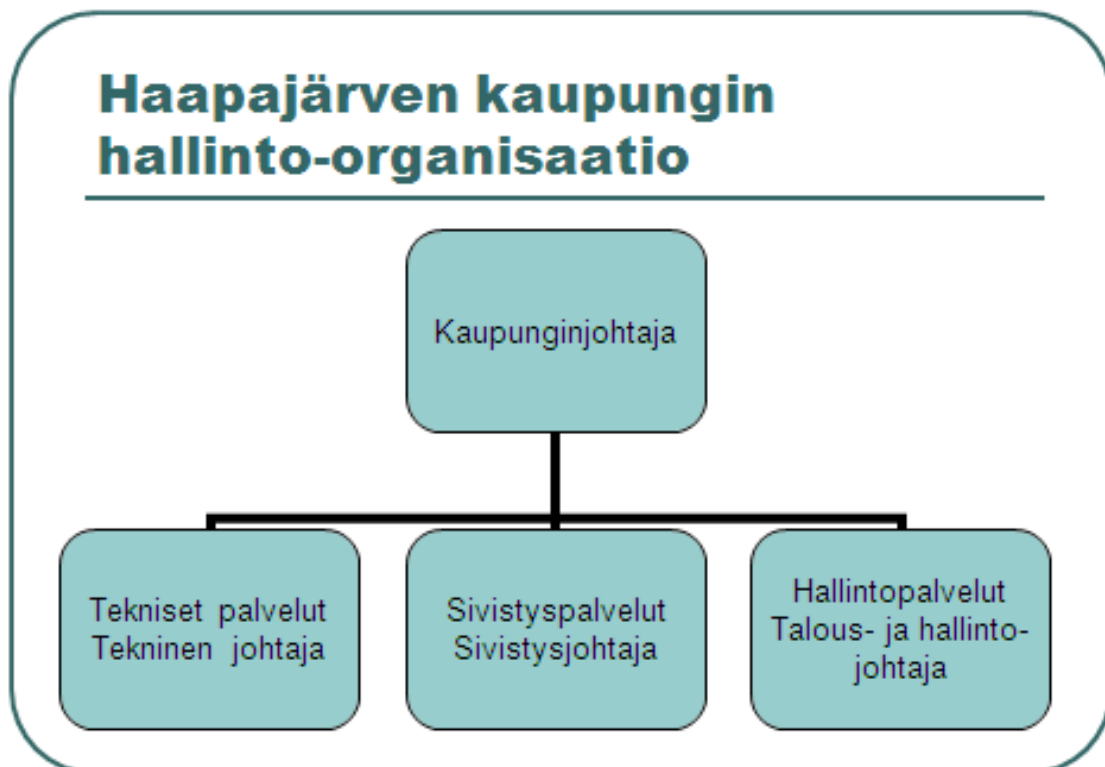 Haapajärven kaupungin
hallinto-organisaatio
Kaupunginjohtaja
Tekniset palvelut
Tekninen johtaja
Sivistyspalvelut
Sivistysjohtaja
Hallintopalvelut
Talous- ja hallinto-
johtaja